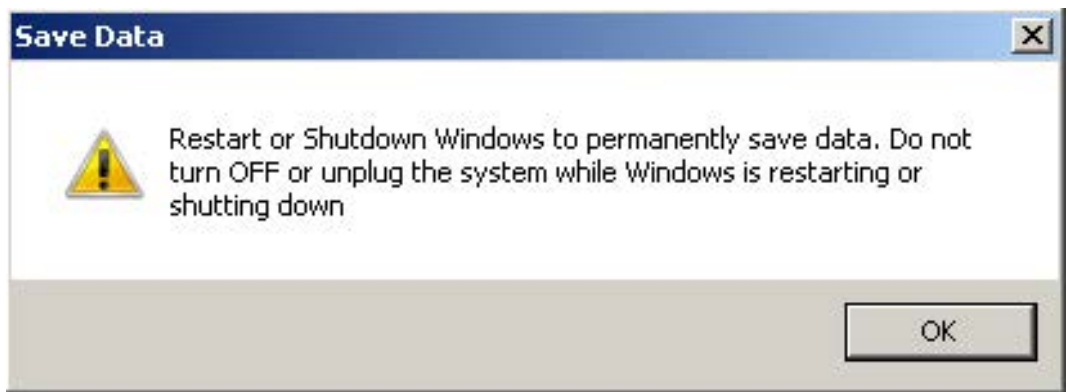 Save Data
Restart or Shutdown Windows to permanently save data. Do not
turn OFF or unplug the system while Windows is restarting or
shutting down
OK